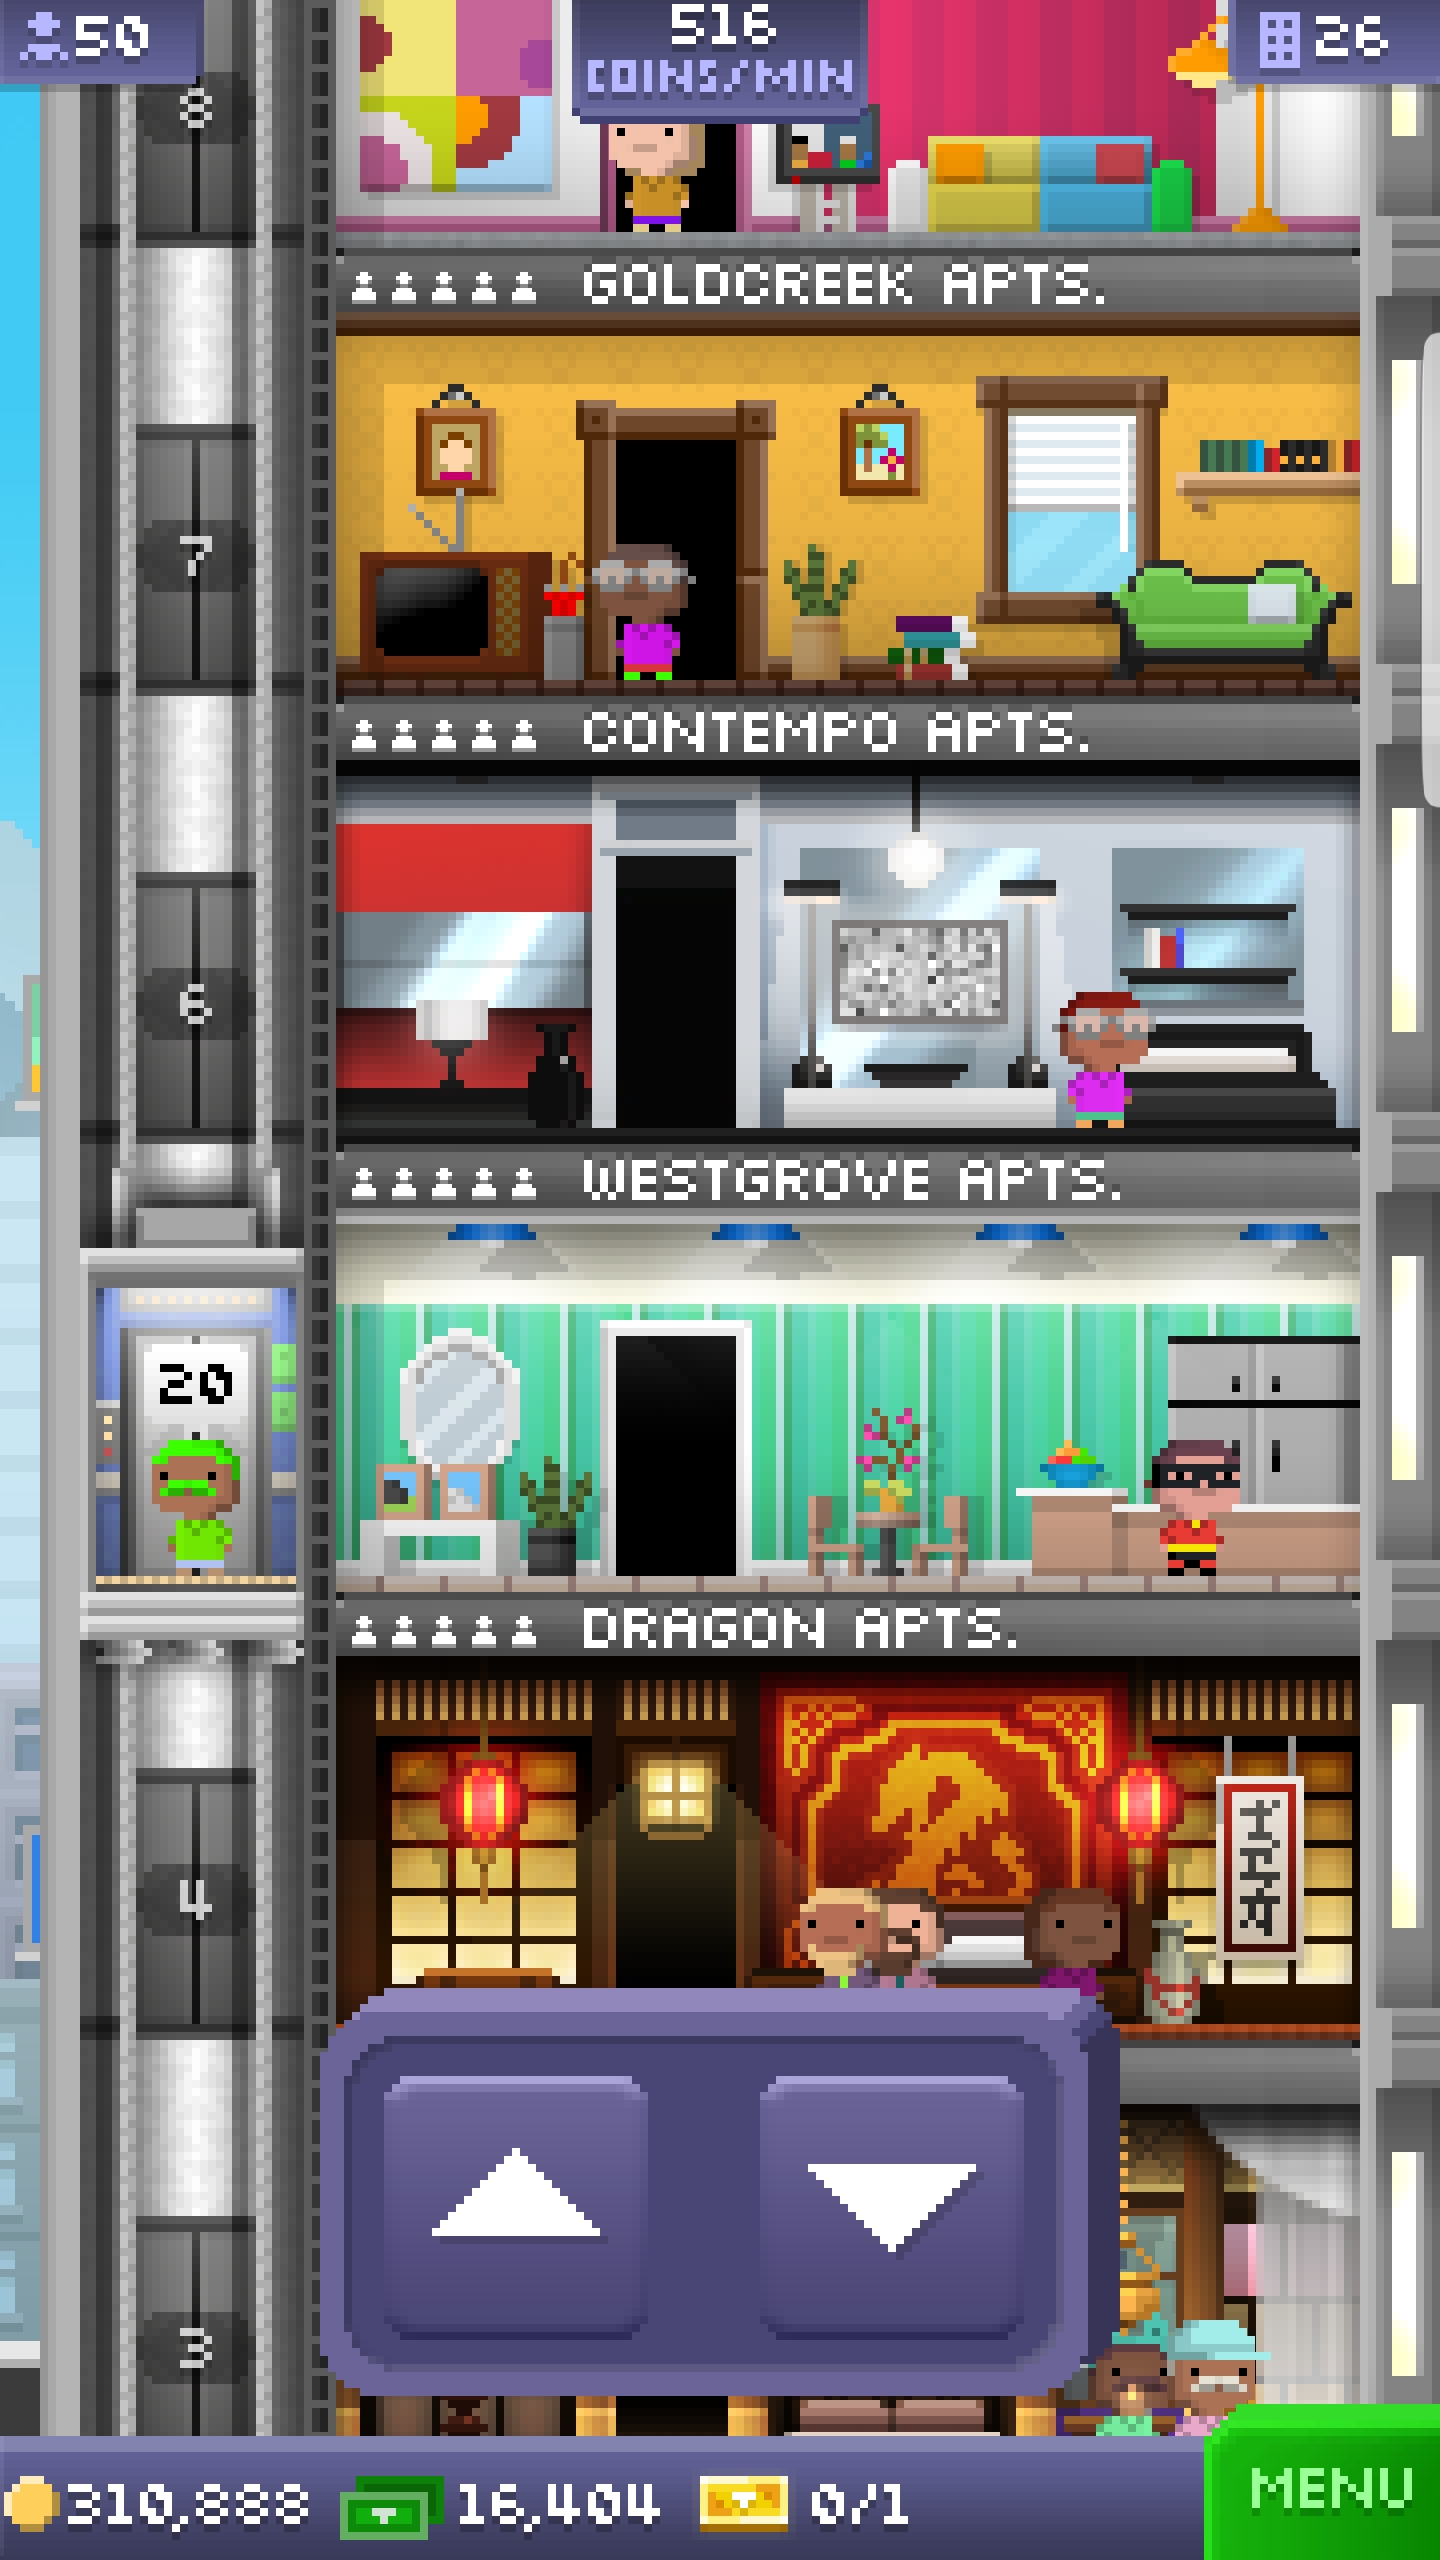 50
516
COINS/MIN
26
8
GOLDCREEK APTS.
7
CONTEMPO APTS.
6
WESTGROVE APTS.
20
DRAGON APTS.
4
3
310,888
16,404
0/1
MENU